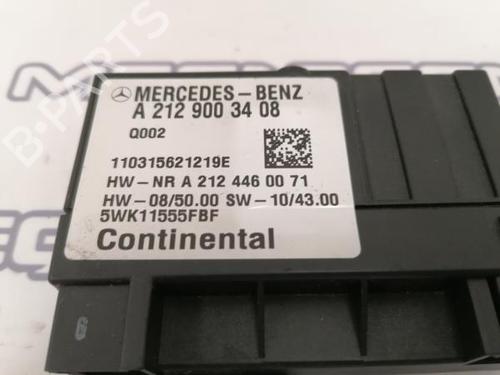 MERCEDES-BENZ
A 212 900 34 08
Q002
110315621219E
HW-NR A 212 446 00 71
HW-08/50.00 SW-10/43.00
5WK11555FBF
Continental
B-PARTS